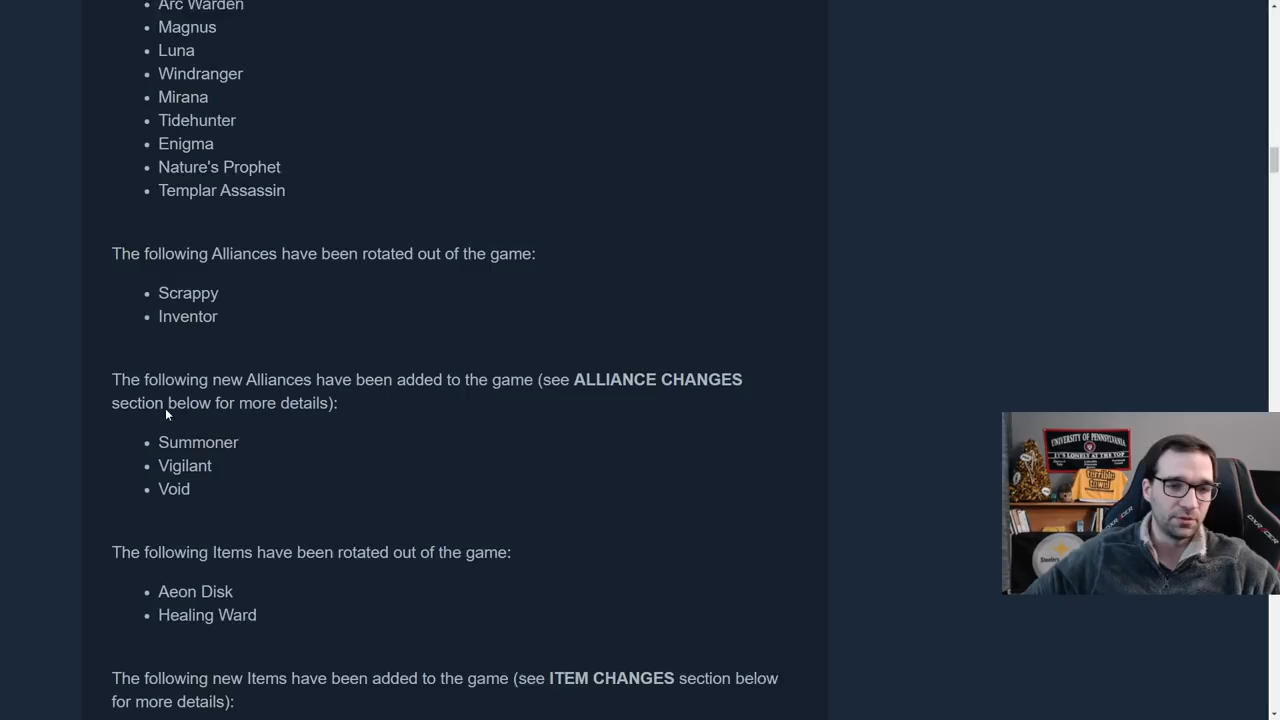 Arc Warden
Magnus
Luna
Windranger
Mirana
Tidehunter
Enigma
Nature's Prophet
Templar Assassin
The following Alliances have been rotated out of the game:
Scrappy
Inventor
The following new Alliances have been added to the game (see ALLIANCE CHANGES
section below for more details):
Summoner
Vigilant
Void
The following Items have been rotated out of the game:
Aeon Disk
Healing Ward
The following new Items have been added to the game (see ITEM CHANGES section below
for more details):
UNIVERSITY OF PENNSYLVANIA
IT'S LONELY AT THE TOP
terrible
towel
Steelers
DXRACER